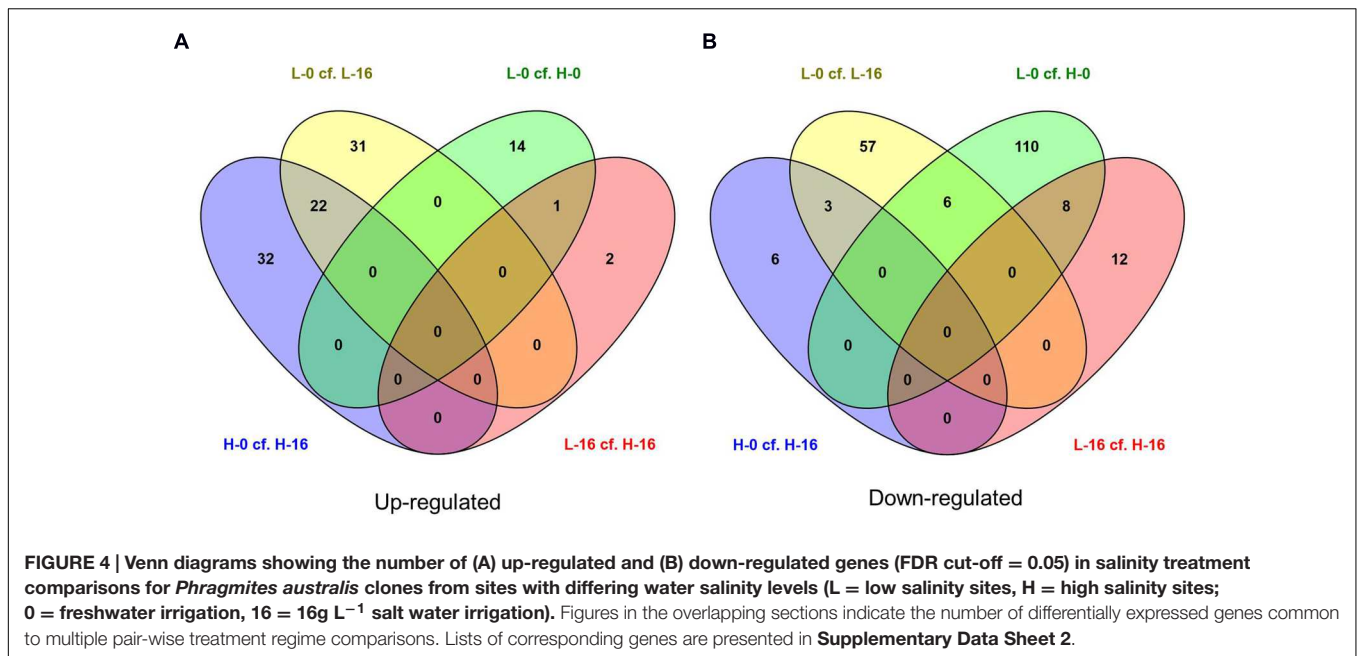 A
B
L-0 cf. L-16
L-0 cf. H-0
L-0 cf. L-16
L-0 cf. H-0
31
14
57
110
22
0
1
3
6
8
32
0
0
2
6
0
0
12
0
0
0
0
0
0
0
0
0
0
0
0
H-0 cf. H-16
L-16 cf. H-16
H-0 cf. H-16
L-16 cf. H-16
Up-regulated
Down-regulated
FIGURE 4 | Venn diagrams showing the number of (A) up-regulated and (B) down-regulated genes (FDR cut-off = 0.05) in salinity treatment
comparisons for Phragmites australis clones from sites with differing water salinity levels (L = low salinity sites, H = high salinity sites;
0 = freshwater irrigation, 16 = 16g L−1 salt water irrigation). Figures in the overlapping sections indicate the number of differentially expressed genes common
to multiple pair-wise treatment regime comparisons. Lists of corresponding genes are presented in Supplementary Data Sheet 2.